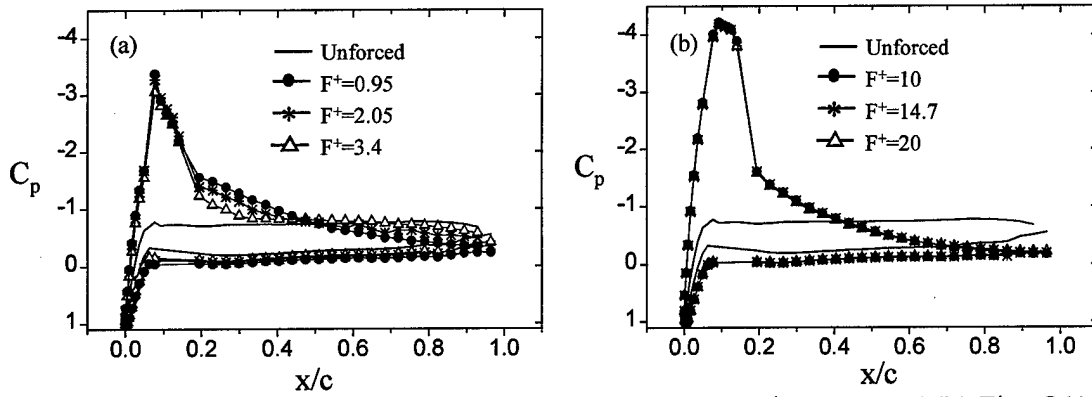 (a)
Unforced
F+=0.95
F+=2.05
F+=3.4
-4
-3
-2
-1
0
1
Cp
0.0 0.2 0.4 0.6 0.8 1.0
x/c
(b)
Unforced
F+=10
F+=14.7
F+=20
-4
-3
-2
-1
0
1
Cp
0.0 0.2 0.4 0.6 0.8 1.0
x/c